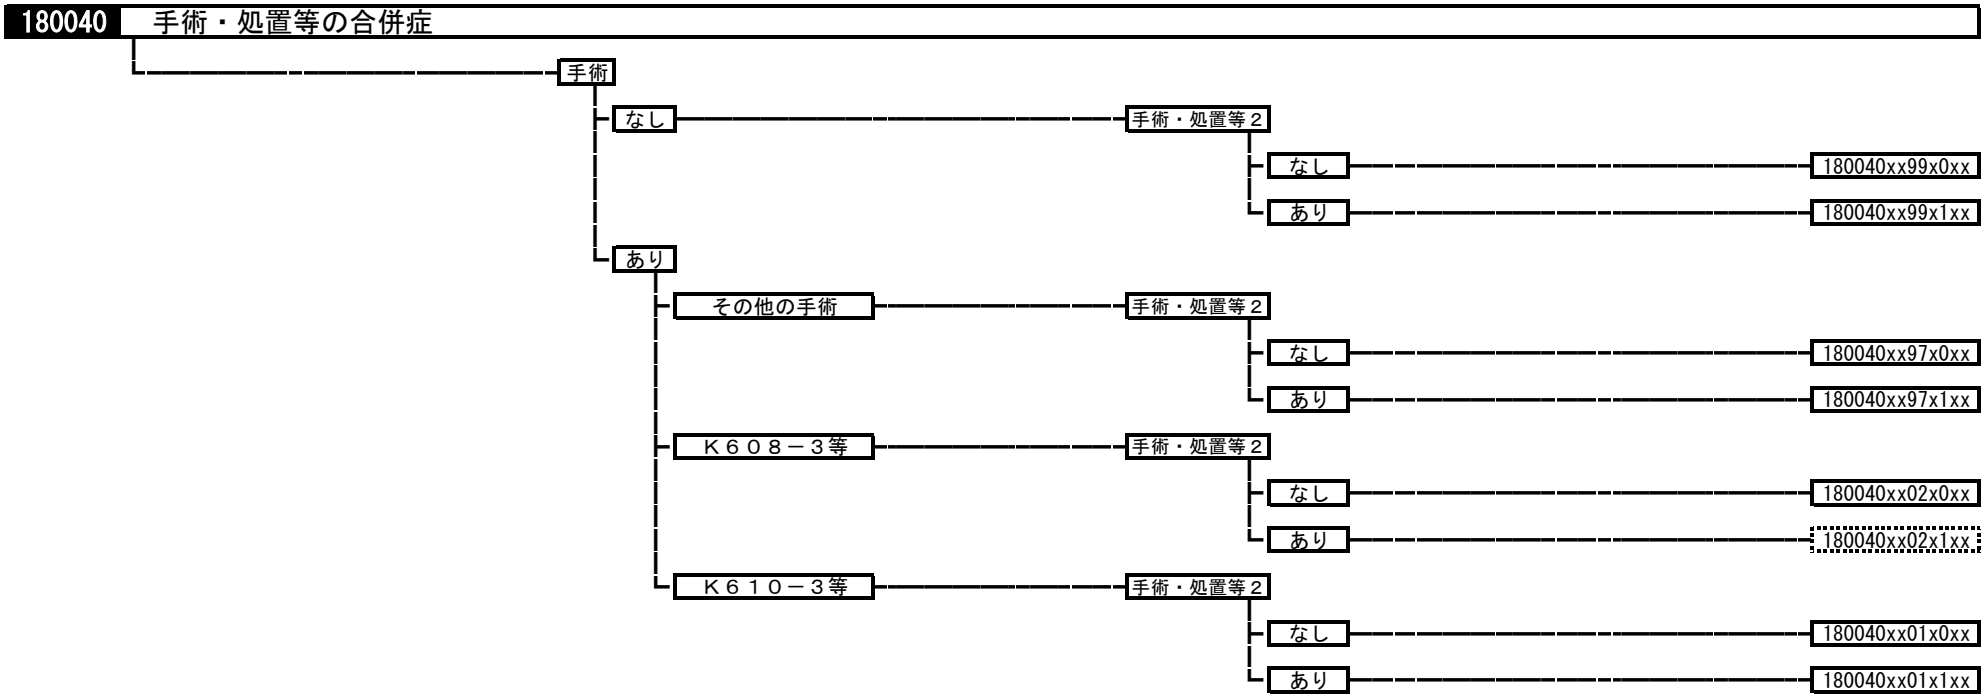 180040 手術・処置等の合併症
手術
なし 手術・処置等２
なし 180040xx99x0xx
あり 180040xx99x1xx
あり
その他の手術 手術・処置等２
なし 180040xx97x0xx
あり 180040xx97x1xx
Ｋ６０８－３等 手術・処置等２
なし 180040xx02x0xx
あり 180040xx02x1xx
Ｋ６１０－３等 手術・処置等２
なし 180040xx01x0xx
あり 180040xx01x1xx